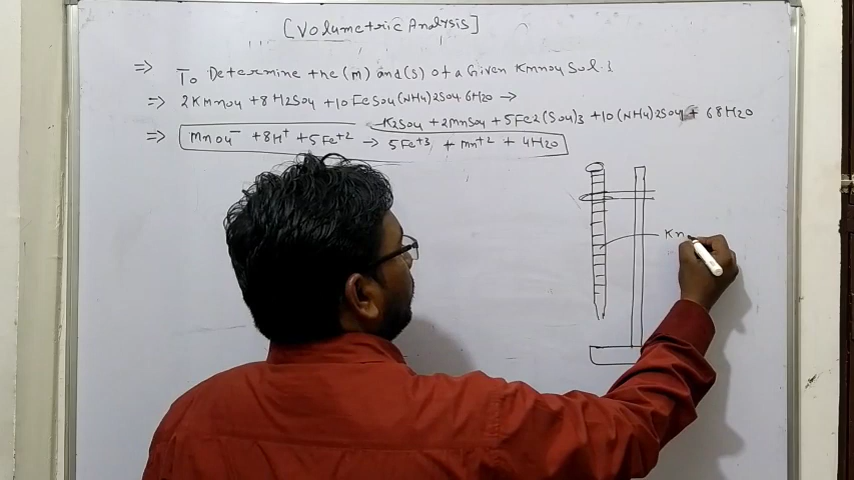 [Volumetric Analysis]
⇒ To Determine the (M) and (S) of a Given KMnO4 Sol.
⇒ 2KMnO4 + 8H2SO4 + 10FeSO4(NH4)2SO4 6H2O →
K2SO4 + 2MnSO4 + 5Fe2(SO4)3 + 10(NH4)2SO4 + 68H2O
⇒ MnO4⁻ + 8H⁺ + 5Fe⁺² → 5Fe⁺³ + Mn⁺² + 4H2O
Km